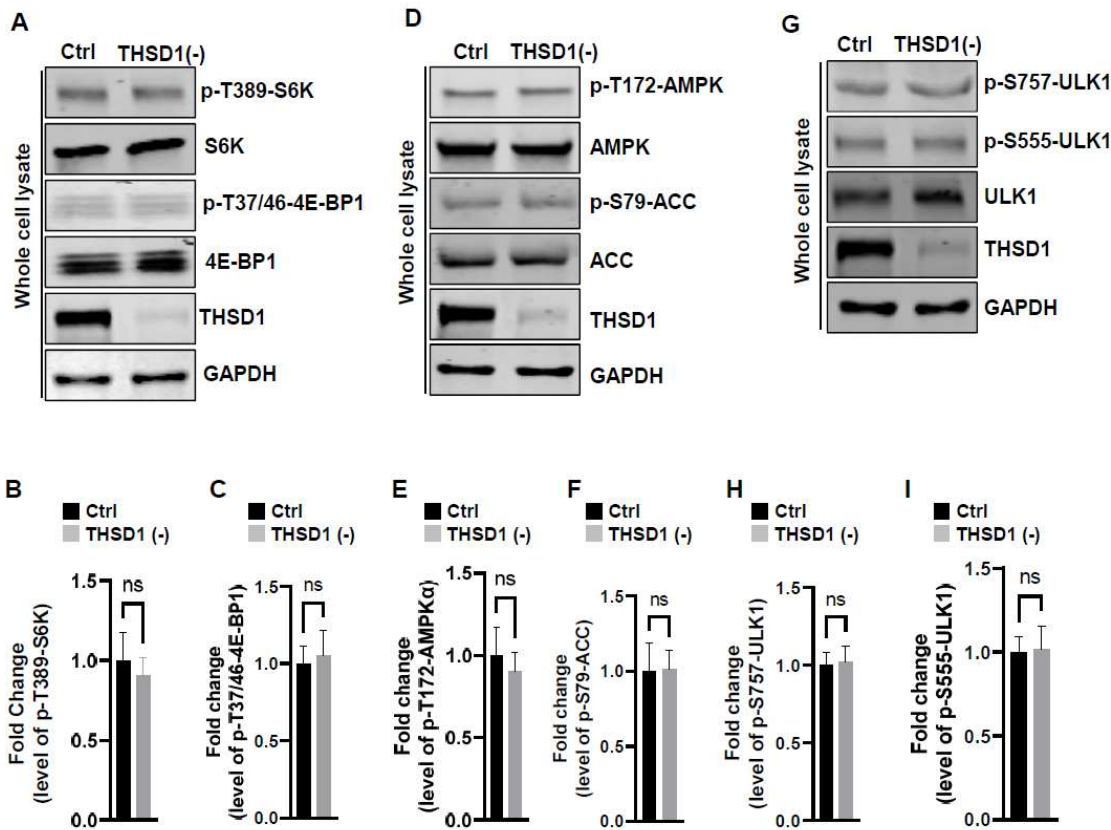 A
Ctrl THSD1(-)
Whole cell lysate
p-T389-S6K
S6K
p-T37/46-4E-BP1
4E-BP1
THSD1
GAPDH
D
Ctrl THSD1(-)
Whole cell lysate
p-T172-AMPK
AMPK
p-S79-ACC
ACC
THSD1
GAPDH
G
Ctrl THSD1(-)
Whole cell lysate
p-S757-ULK1
p-S555-ULK1
ULK1
THSD1
GAPDH
B
Ctrl
THSD1 (-)
Fold Change
(level of p-T389-S6K)
1.5
1.0
0.5
0.0
ns
C
Ctrl
THSD1 (-)
Fold change
(level of p-T37/46-4E-BP1)
1.5
1.0
0.5
0.0
ns
E
Ctrl
THSD1 (-)
Fold change
(level of p-T172-AMPKα)
1.5
1.0
0.5
0.0
ns
F
Ctrl
THSD1 (-)
Fold change
(level of p-S79-ACC)
1.5
1.0
0.5
0.0
ns
H
Ctrl
THSD1 (-)
Fold change
(level of p-S757-ULK1)
1.5
1.0
0.5
0.0
ns
I
Ctrl
THSD1 (-)
Fold change
(level of p-S555-ULK1)
1.5
1.0
0.5
0.0
ns